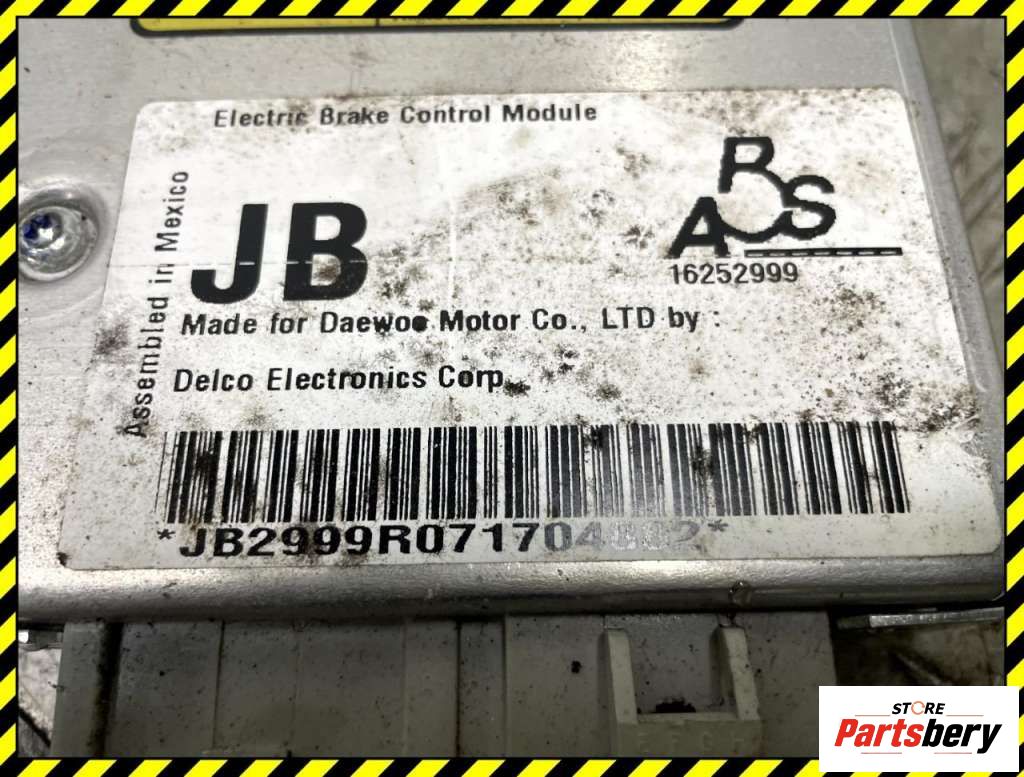 Electric Brake Control Module
Assembled in Mexico
JB
ABS
16252999
Made for Daewoo Motor Co., LTD by :
Delco Electronics Corp.
STORE
Partsbery